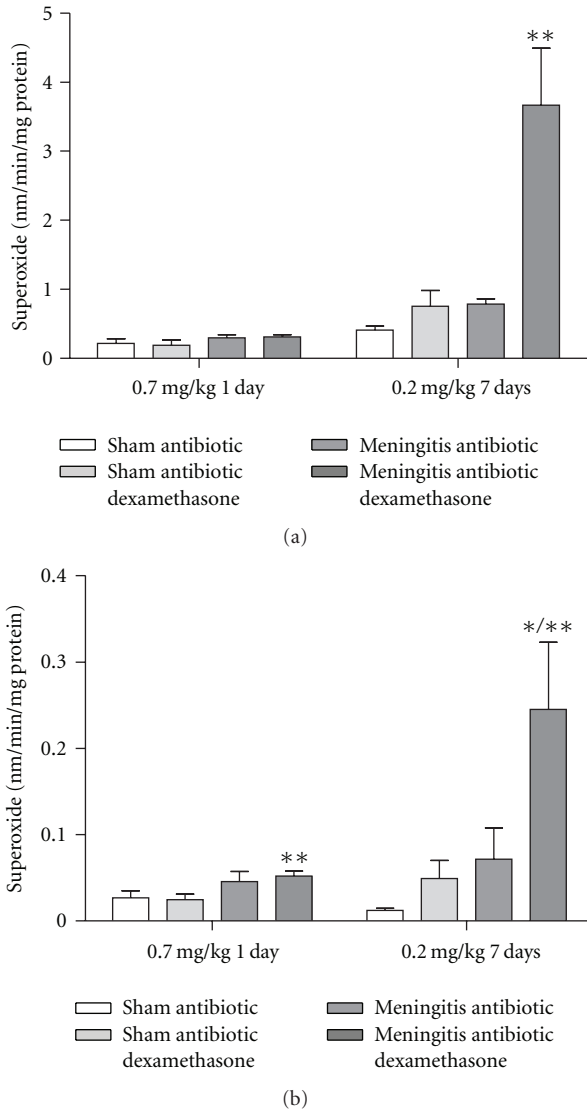 Superoxide (nm/min/mg protein)
5
4
3
2
1
0
**
0.7 mg/kg 1 day
0.2 mg/kg 7 days
Sham antibiotic
Sham antibiotic
dexamethasone
Meningitis antibiotic
Meningitis antibiotic
dexamethasone
(a)
Superoxide (nm/min/mg protein)
0.4
0.3
0.2
0.1
0
**
*/**
0.7 mg/kg 1 day
0.2 mg/kg 7 days
Sham antibiotic
Sham antibiotic
dexamethasone
Meningitis antibiotic
Meningitis antibiotic
dexamethasone
(b)